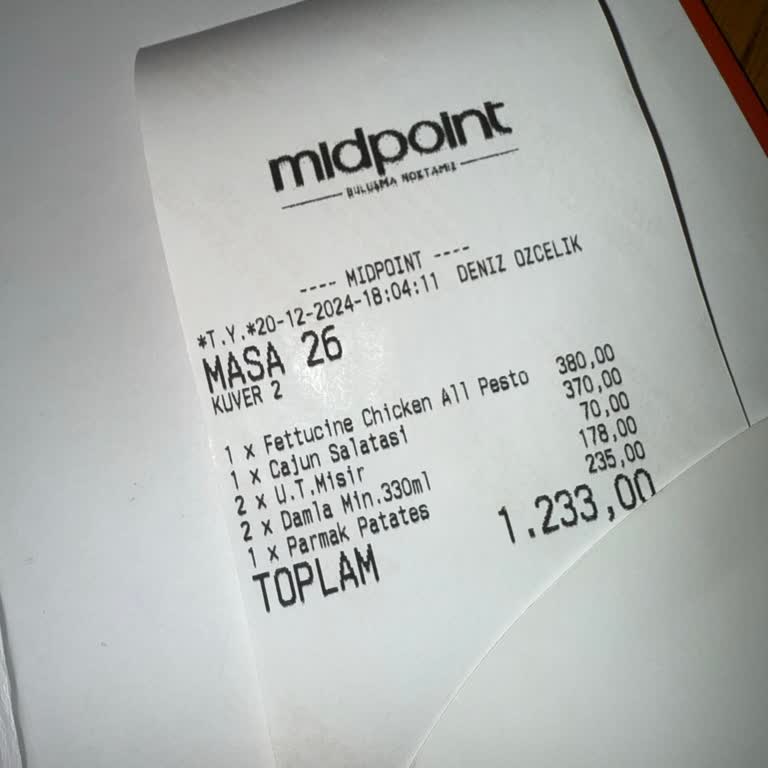 midpoint
BULUŞMA NOKTAMIZ
---- MIDPOINT ----
*T.Y.*20-12-2024-18:04:11 DENIZ OZCELIK
MASA 26
KUVER 2
1 x Fettucine Chicken All Pesto 380,00
1 x Cajun Salatasi 370,00
2 x U.T.Misir 70,00
2 x Damla Min.330ml 178,00
1 x Parmak Patates 235,00
TOPLAM 1.233,00